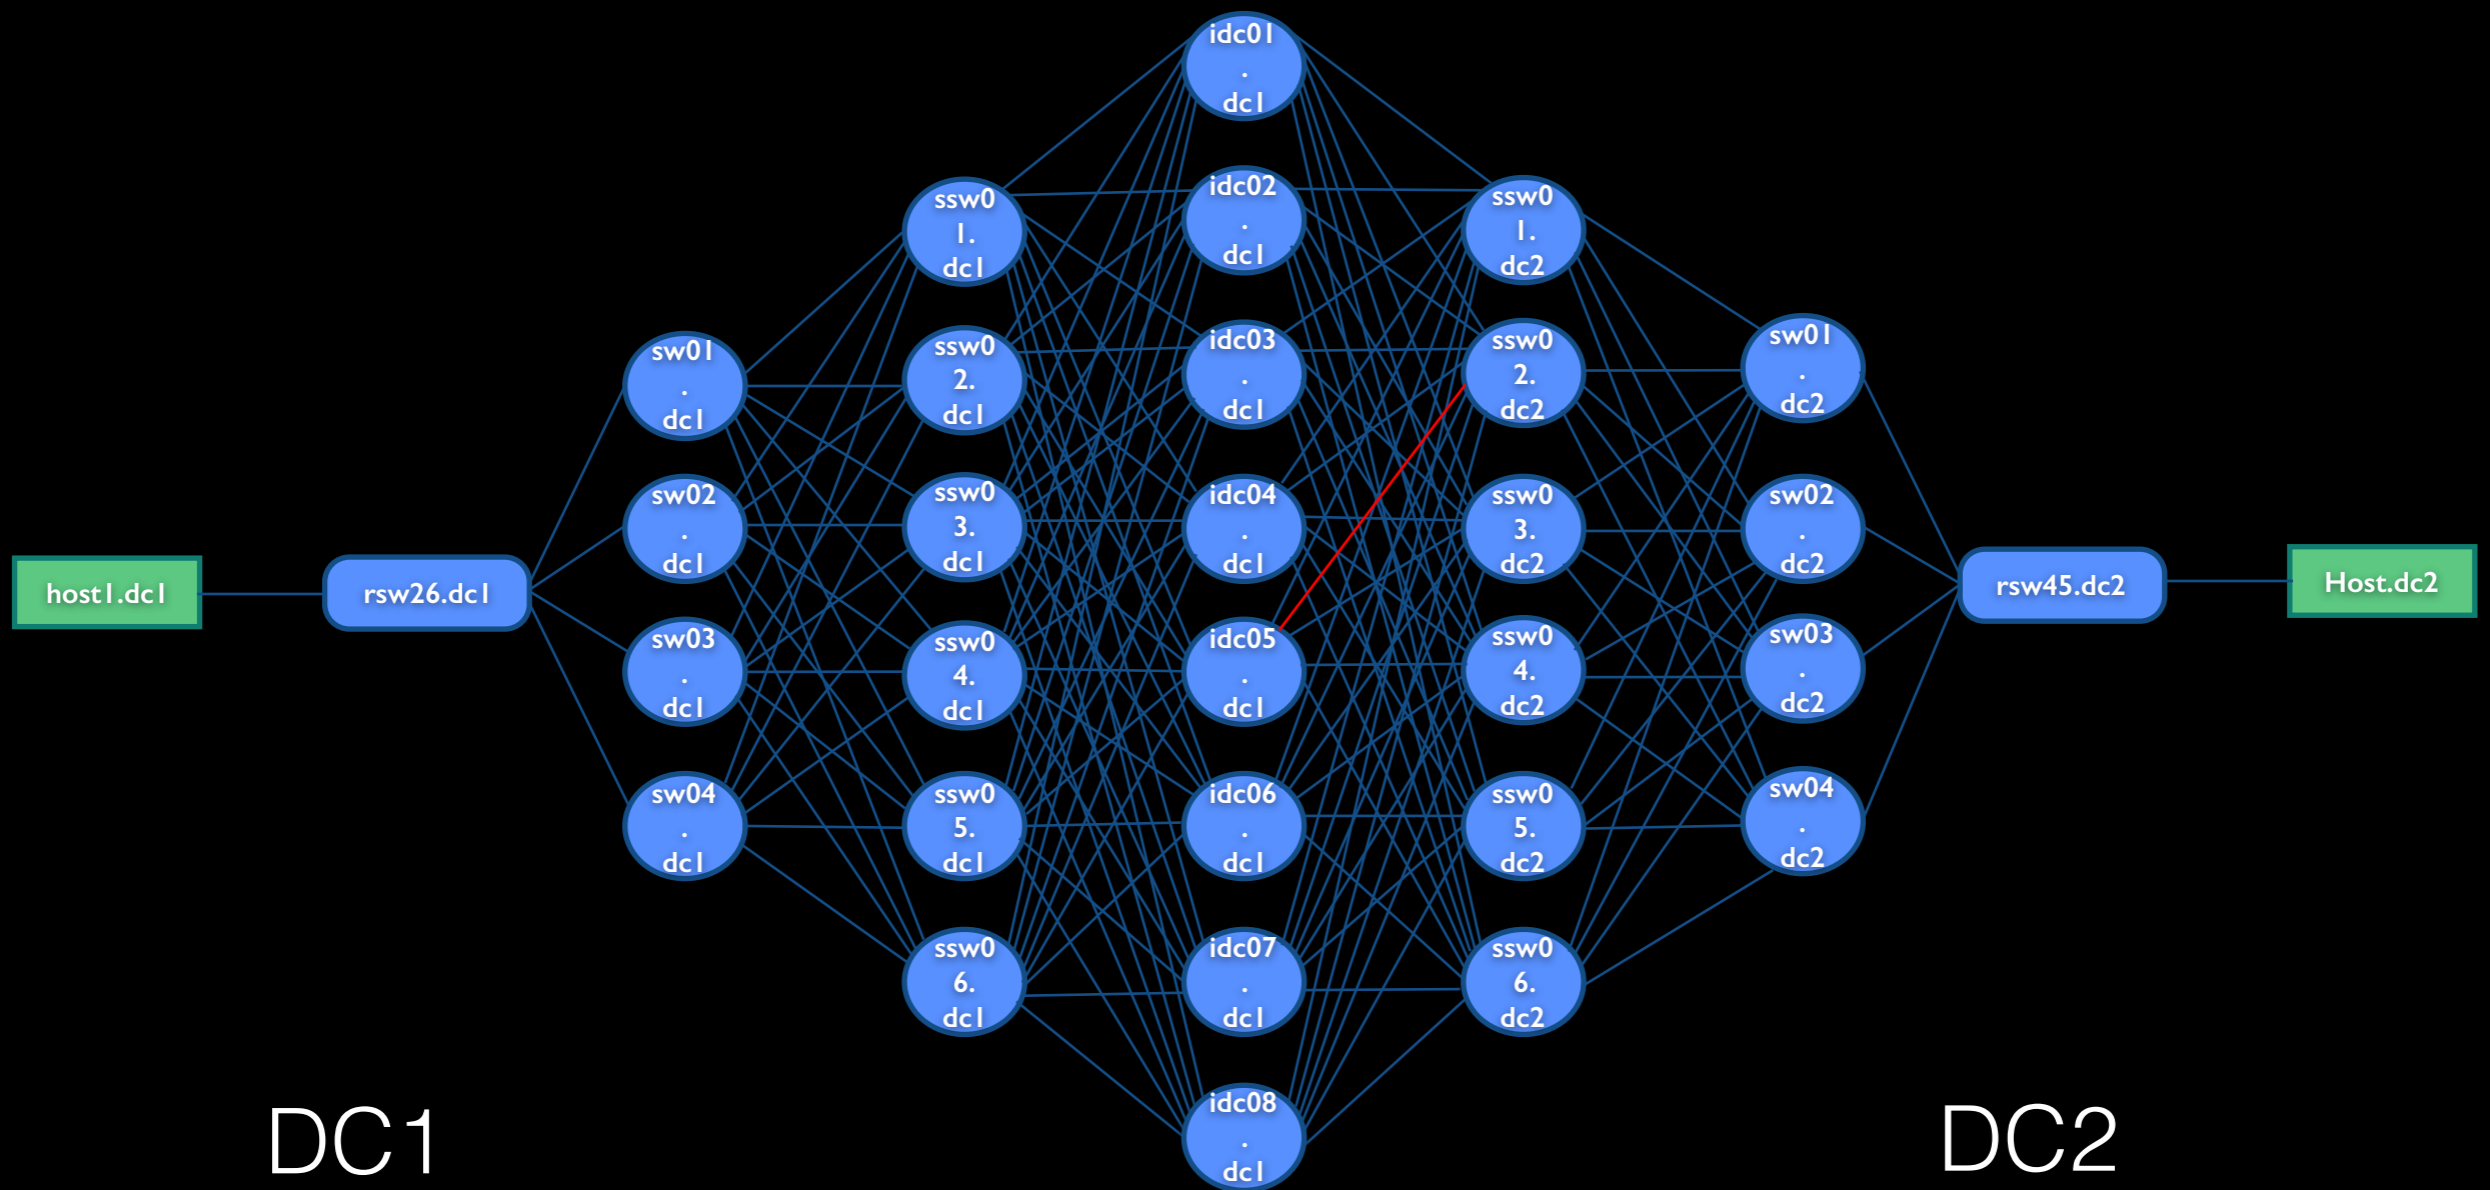 host1.dc1
rsw26.dc1
sw01
.
dc1
sw02
.
dc1
sw03
.
dc1
sw04
.
dc1
ssw0
1.
dc1
ssw0
2.
dc1
ssw0
3.
dc1
ssw0
4.
dc1
ssw0
5.
dc1
ssw0
6.
dc1
idc01
.
dc1
idc02
.
dc1
idc03
.
dc1
idc04
.
dc1
idc05
.
dc1
idc06
.
dc1
idc07
.
dc1
idc08
.
dc1
ssw0
1.
dc2
ssw0
2.
dc2
ssw0
3.
dc2
ssw0
4.
dc2
ssw0
5.
dc2
ssw0
6.
dc2
sw01
.
dc2
sw02
.
dc2
sw03
.
dc2
sw04
.
dc2
rsw45.dc2
Host.dc2
DC1
DC2